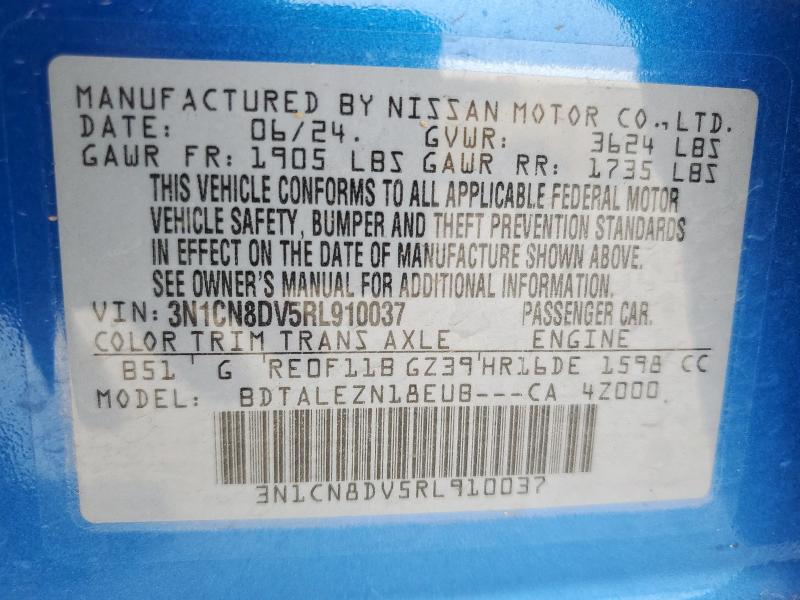 MANUFACTURED BY NISSAN MOTOR CO.,LTD.
DATE: 06/24. GVWR: 3624 LBS
GAWR FR: 1905 LBS GAWR RR: 1735 LBS
THIS VEHICLE CONFORMS TO ALL APPLICABLE FEDERAL MOTOR
VEHICLE SAFETY, BUMPER AND THEFT PREVENTION STANDARDS
IN EFFECT ON THE DATE OF MANUFACTURE SHOWN ABOVE.
SEE OWNER'S MANUAL FOR ADDITIONAL INFORMATION.
VIN: 3N1CN8DV5RL910037 PASSENGER CAR.
COLOR TRIM TRANS AXLE ENGINE
B51 ' G ' RE0F11B GZ39 ' HR16DE 1598 CC
MODEL: BDTALEZN18EUB---CA 4Z000
3N1CN8DV5RL910037